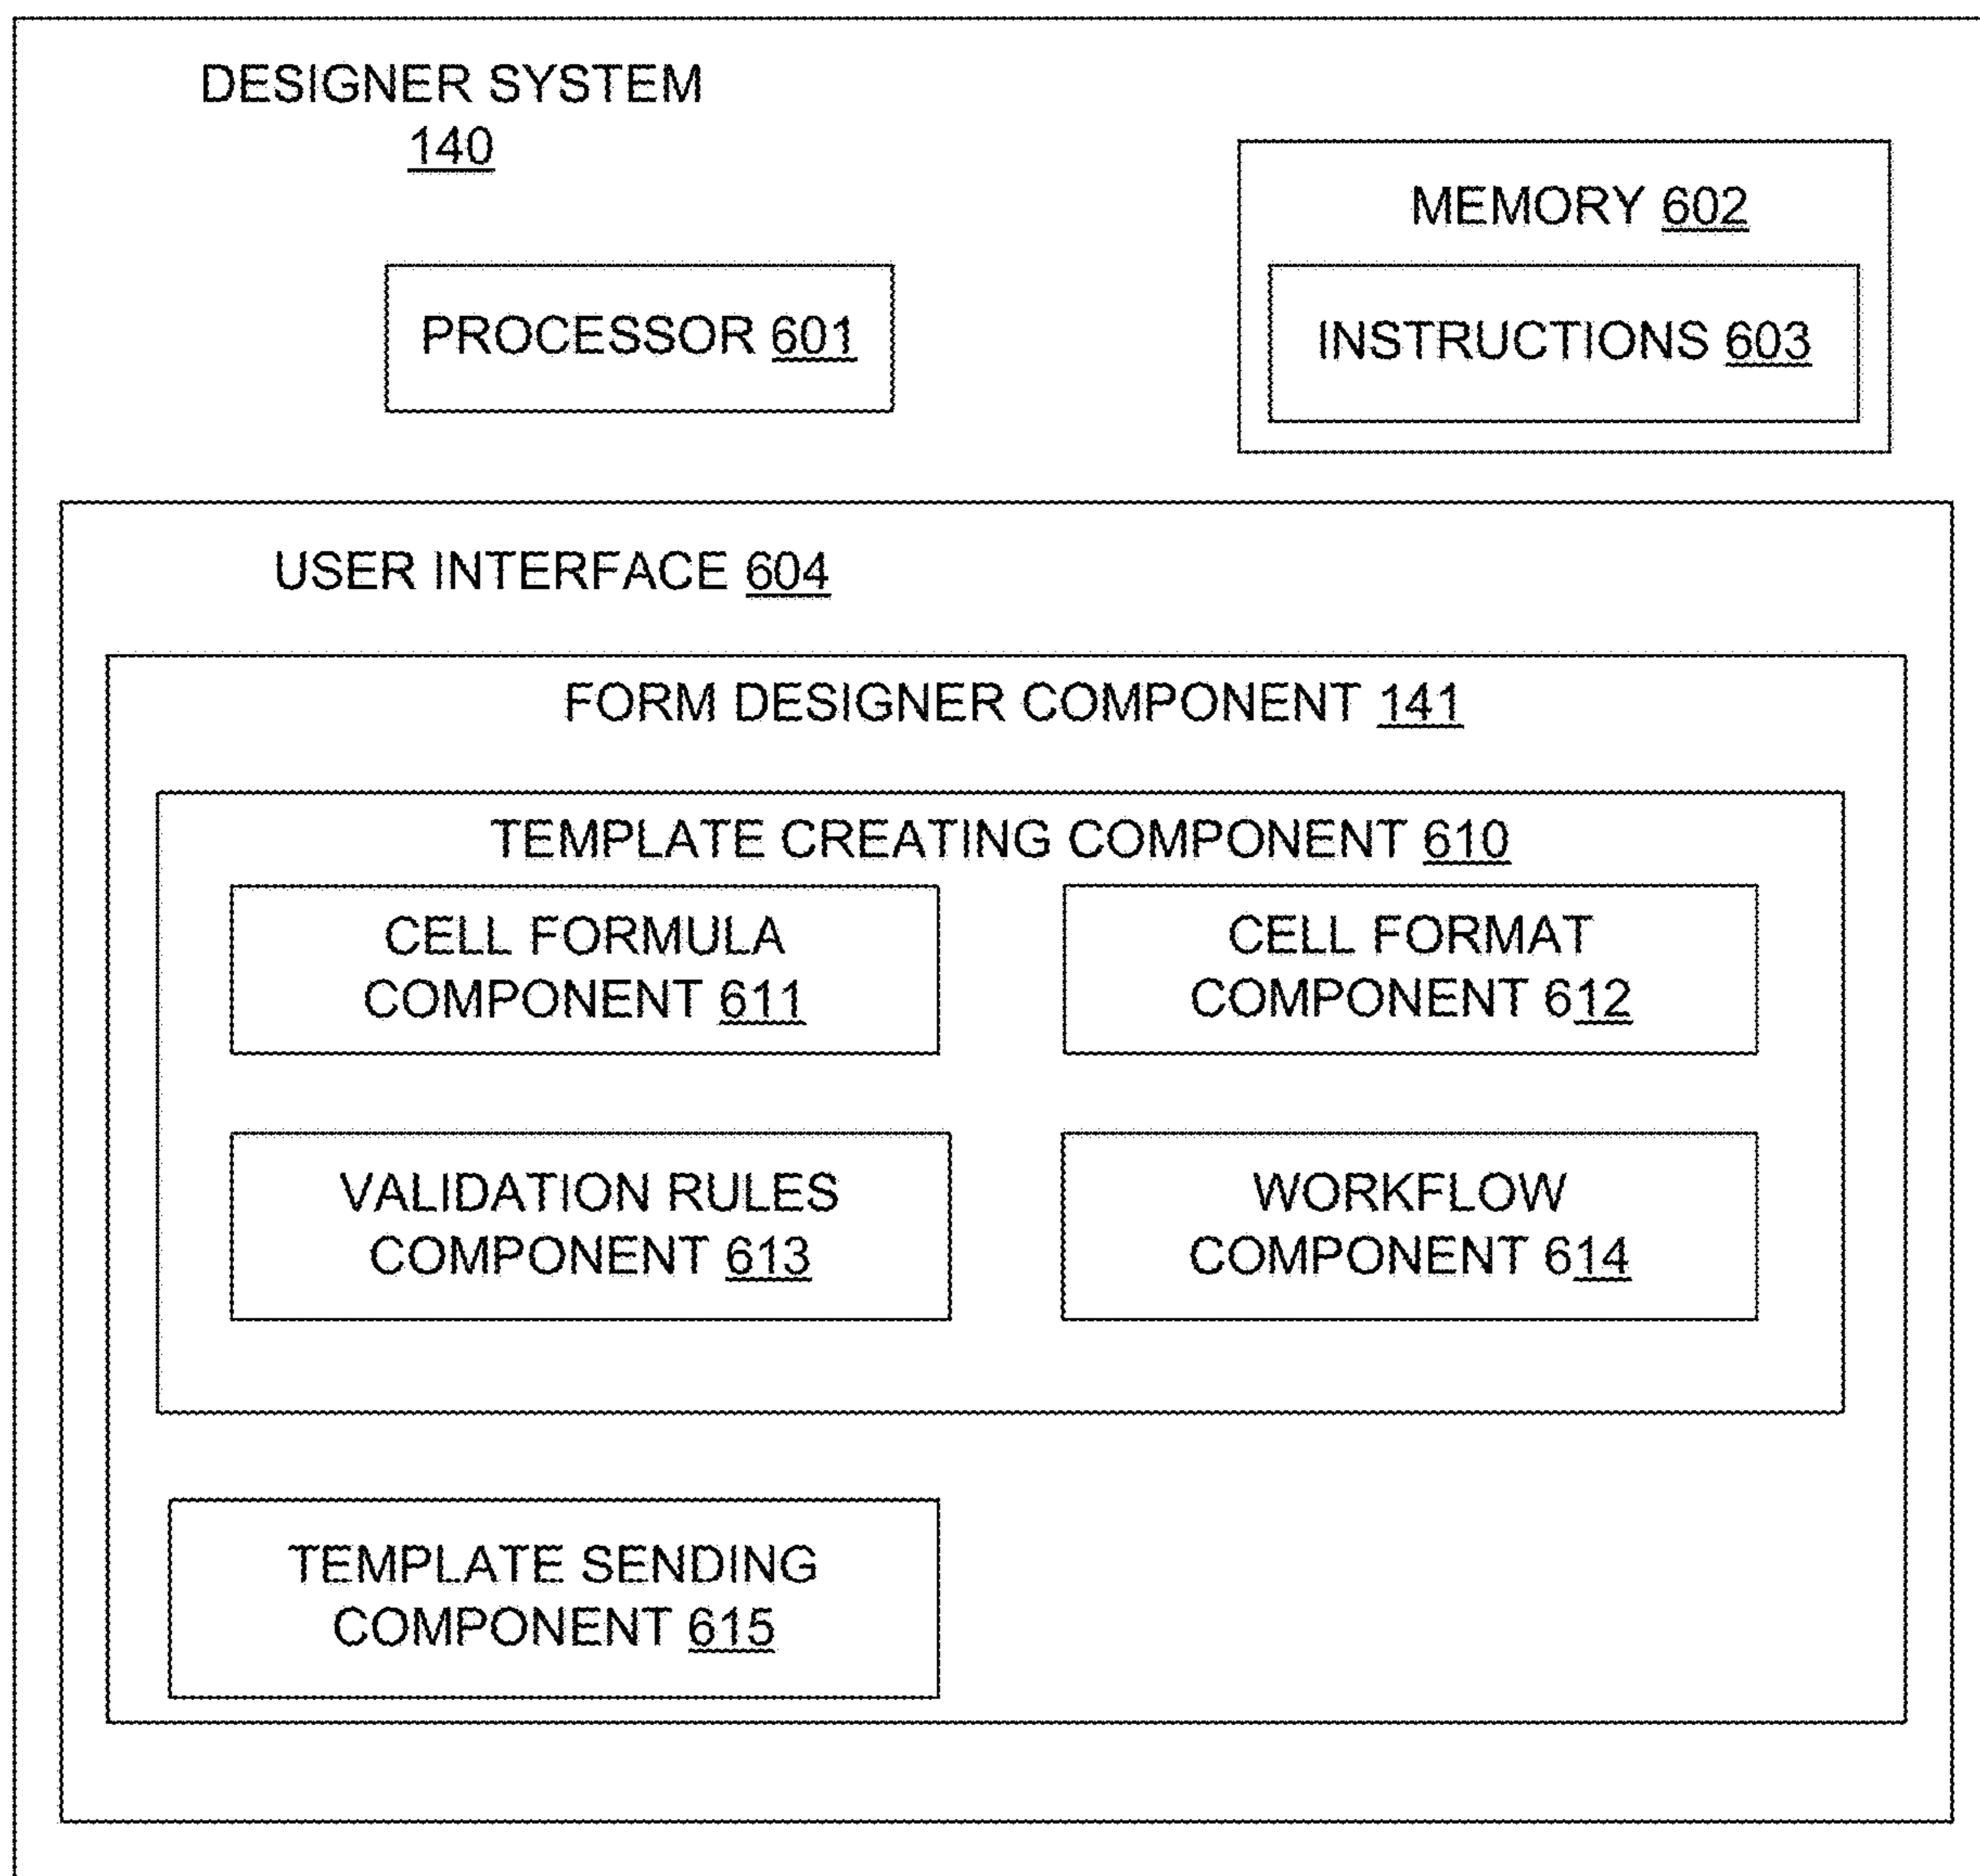 DESIGNER SYSTEM
140
MEMORY 602
PROCESSOR 601
INSTRUCTIONS 603
USER INTERFACE 604
FORM DESIGNER COMPONENT 141
TEMPLATE CREATING COMPONENT 610
CELL FORMULA
COMPONENT 611
CELL FORMAT
COMPONENT 612
VALIDATION RULES
COMPONENT 613
WORKFLOW
COMPONENT 614
TEMPLATE SENDING
COMPONENT 615